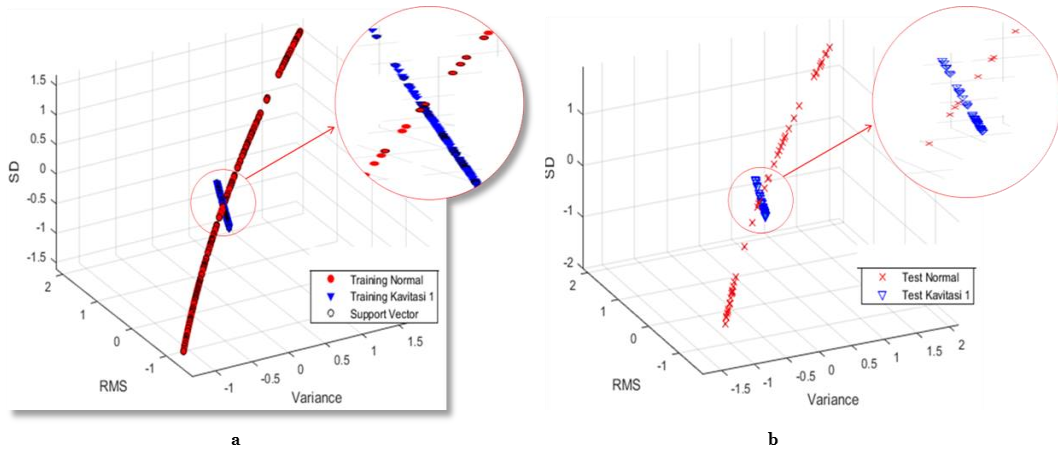 1.5
1
0.5
0
-0.5
-1
-1.5
SD
2
1
0
-1
RMS
-1
-0.5
0
0.5
1
1.5
Variance
Training Normal
Training Kavitasi 1
Support Vector
a
1
0
-1
-2
SD
2
1
0
-1
RMS
-1.5
-1
-0.5
0
0.5
1
1.5
2
Variance
Test Normal
Test Kavitasi 1
b